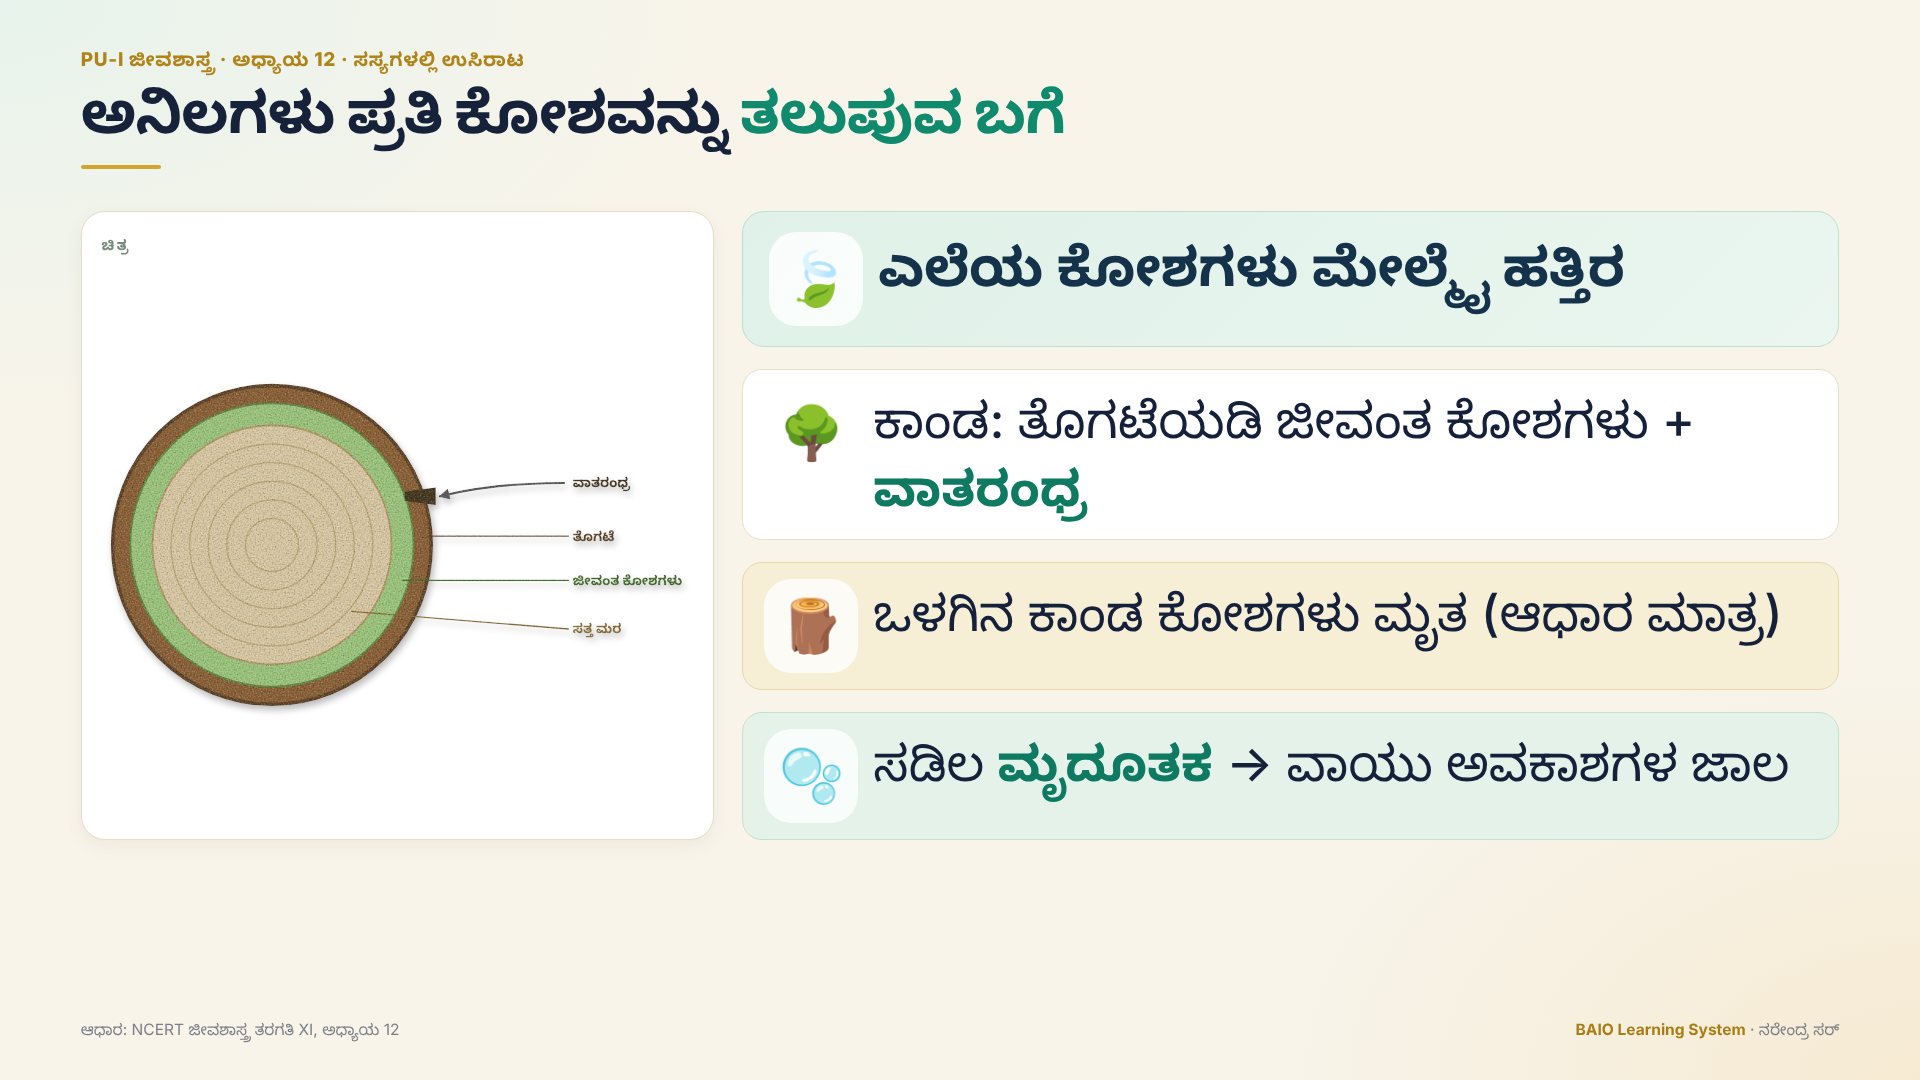 PU-I ಜೀವಶಾಸ್ತ್ರ · ಅಧ್ಯಾಯ 12 · ಸಸ್ಯಗಳಲ್ಲಿ ಉಸಿರಾಟ
ಅನಿಲಗಳು ಪ್ರತಿ ಕೋಶವನ್ನು ತಲುಪುವ ಬಗೆ
ಚಿತ್ರ
ವಾತರಂಧ್ರ
ತೊಗಟೆ
ಜೀವಂತ ಕೋಶಗಳು
ಸತ್ತ ಮರ
ಎಲೆಯ ಕೋಶಗಳು ಮೇಲ್ಮೈ ಹತ್ತಿರ
ಕಾಂಡ: ತೊಗಟೆಯಡಿ ಜೀವಂತ ಕೋಶಗಳು +
ವಾತರಂಧ್ರ
ಒಳಗಿನ ಕಾಂಡ ಕೋಶಗಳು ಮೃತ (ಆಧಾರ ಮಾತ್ರ)
ಸಡಿಲ ಮೃದೂತಕ → ವಾಯು ಅವಕಾಶಗಳ ಜಾಲ
ಆಧಾರ: NCERT ಜೀವಶಾಸ್ತ್ರ ತರಗತಿ XI, ಅಧ್ಯಾಯ 12
BAIO Learning System · ನರೇಂದ್ರ ಸರ್